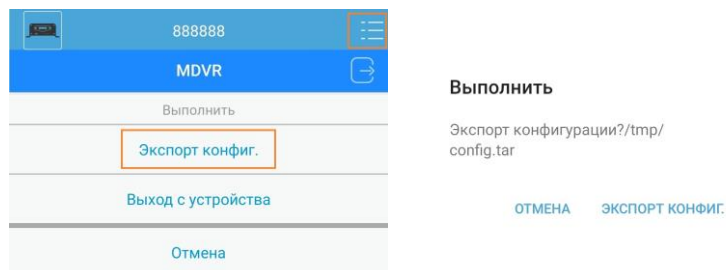 888888
MDVR
Выполнить
Экспорт конфиг.
Выход с устройства
Отмена
Выполнить
Экспорт конфигурации?/tmp/
config.tar
ОТМЕНА ЭКСПОРТ КОНФИГ.